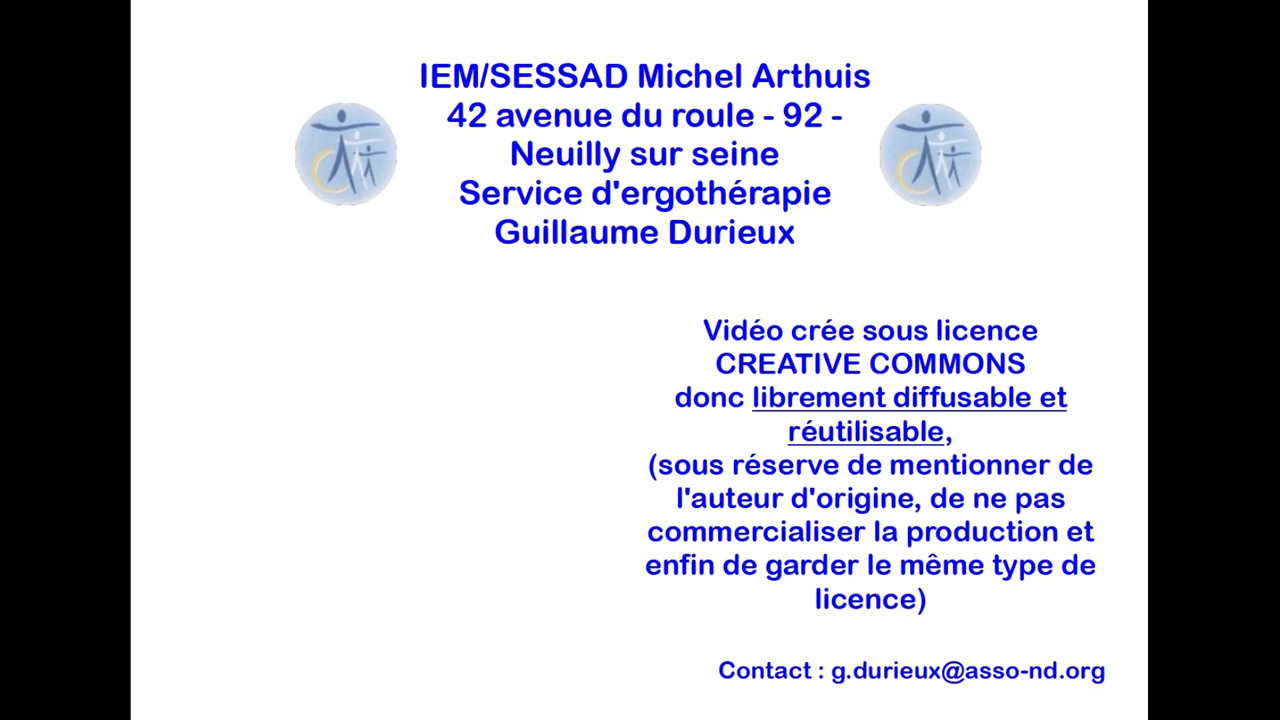 IEM/SESSAD Michel Arthuis
42 avenue du roule - 92 -
Neuilly sur seine
Service d'ergothérapie
Guillaume Durieux
Vidéo crée sous licence
CREATIVE COMMONS
donc librement diffusable et
réutilisable,
(sous réserve de mentionner de
l'auteur d'origine, de ne pas
commercialiser la production et
enfin de garder le même type de
licence)
Contact : g.durieux@asso-nd.org